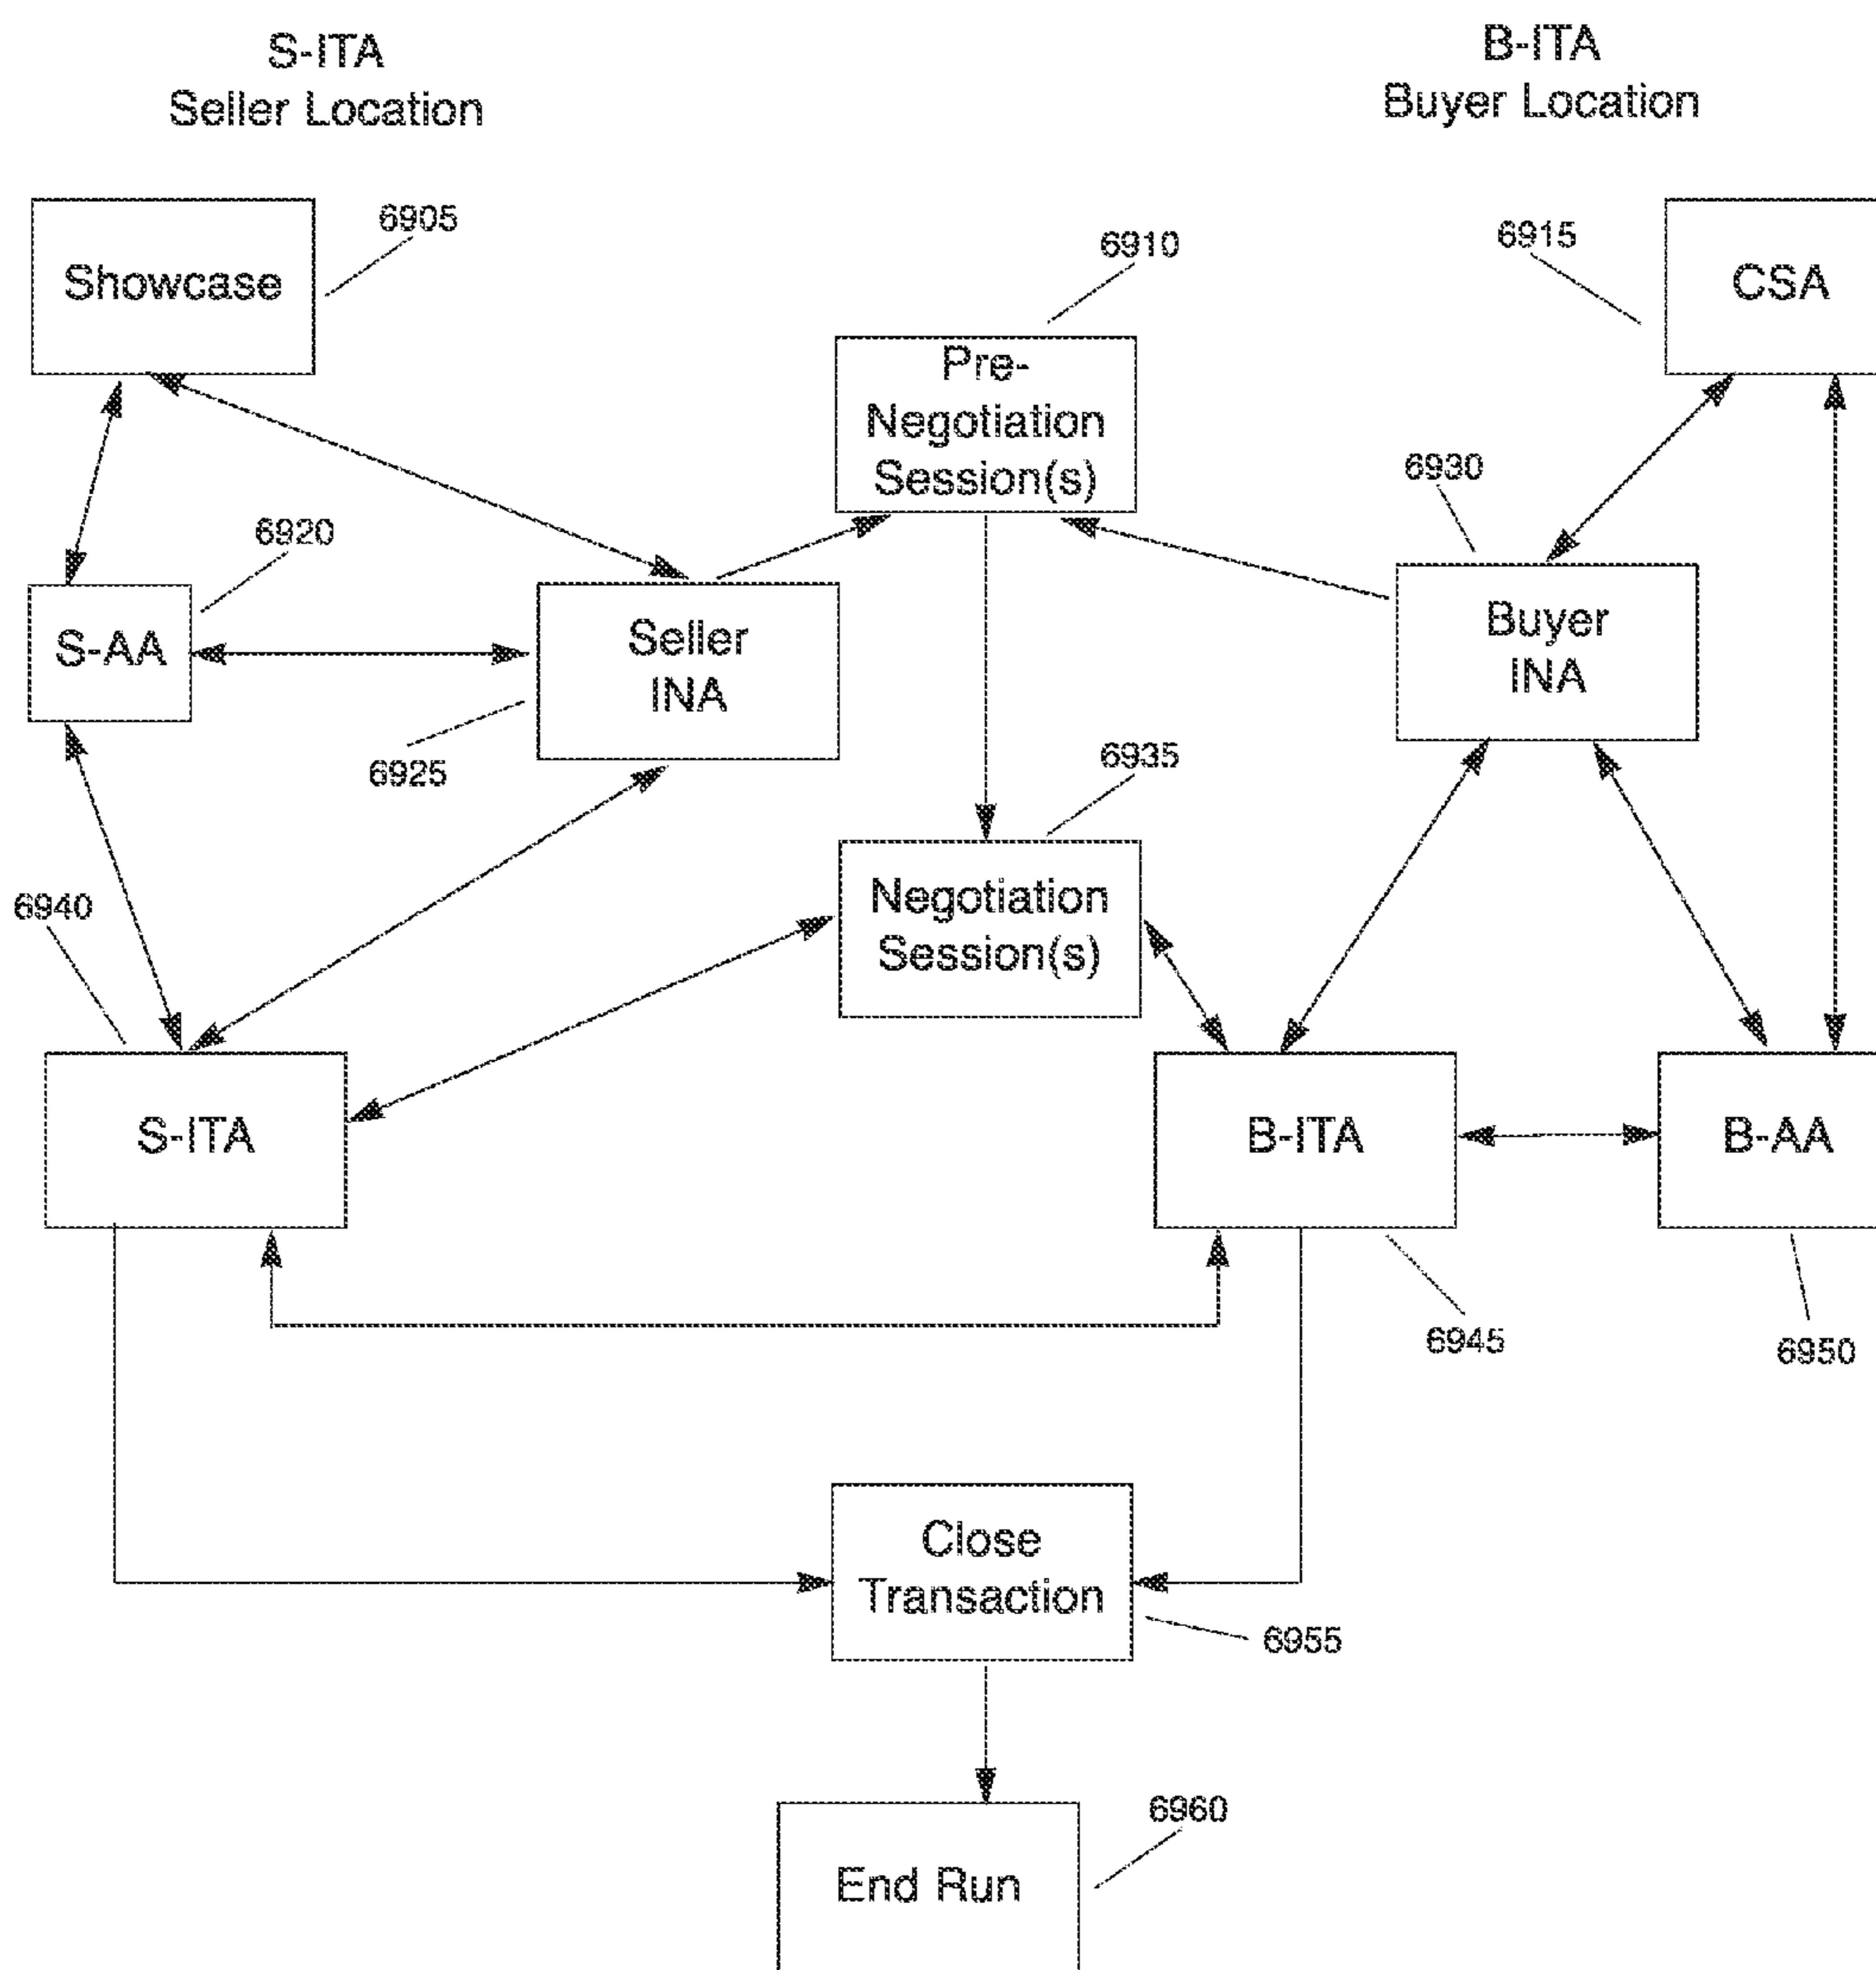 S-ITA
Seller Location
B-ITA
Buyer Location
Showcase
6905
6910
6915
CSA
Pre-
Negotiation
Session(s)
6930
6920
S-AA
Seller
INA
Buyer
INA
6925
6935
6940
Negotiation
Session(s)
S-ITA
B-ITA
B-AA
6945
6950
Close
Transaction
6955
6960
End Run